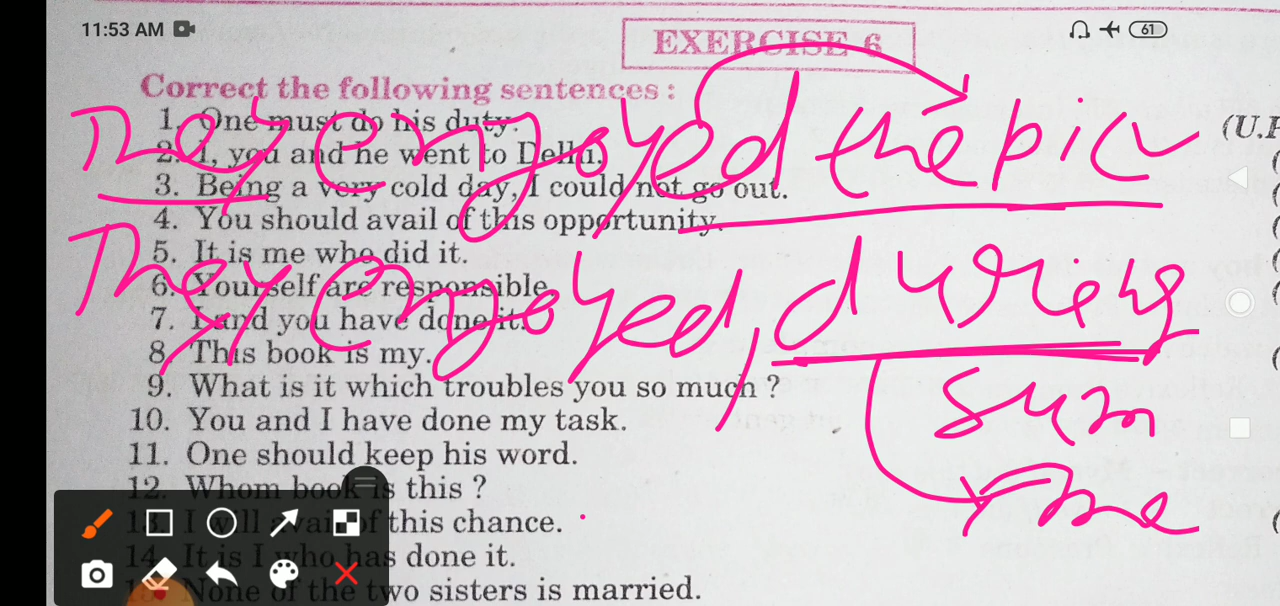 11:53 AM
61
EXERCISE 6
Correct the following sentences :
1. One must do his duty.
(U.P
2. I, you and he went to Delhi.
3. Being a very cold day, I could not go out.
4. You should avail of this opportunity.
5. It is me who did it.
6. Yourself are responsible.
7. I and you have done it.
8. This book is my.
9. What is it which troubles you so much ?
10. You and I have done my task.
11. One should keep his word.
12. Whom book is this ?
13. I will avail of this chance.
14. It is I who has done it.
None of the two sisters is married.
They enjoyed the pic
They enjoyed, during
sum
me